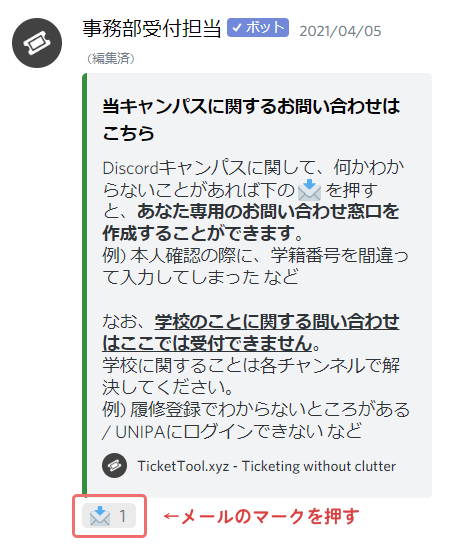 事務部受付担当 ✓ボット 2021/04/05
(編集済)
当キャンパスに関するお問い合わせは
こちら
Discordキャンパスに関して、何かわか
らないことがあれば下の📩を押す
と、あなた専用のお問い合わせ窓口を
作成することができます。
例) 本人確認の際に、学籍番号を間違っ
て入力してしまった など
なお、学校のことに関する問い合わせ
はここでは受付できません。
学校に関することは各チャンネルで解
決してください。
例) 履修登録でわからないところがある
/ UNIPAにログインできない など
TicketTool.xyz - Ticketing without clutter
📩 1 ←メールのマークを押す